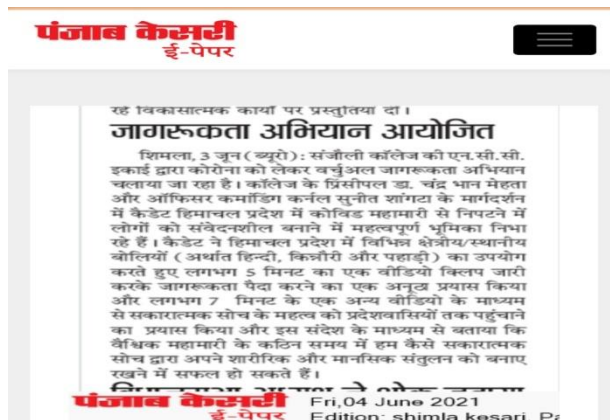 पंजाब केसरी
ई-पेपर
रहे विकासात्मक कार्यों पर प्रस्तुतियां दीं।
जागरूकता अभियान आयोजित
शिमला, 3 जून (ब्यूरो): संजौली कॉलेज की एन.सी.सी.
इकाई द्वारा कोरोना को लेकर वर्चुअल जागरूकता अभियान
चलाया जा रहा है। कॉलेज के प्रिंसीपल डा. चंद्र भान मेहता
और ऑफिसर कमांडिंग कर्नल सुनीत शांगटा के मार्गदर्शन
में कैडेट हिमाचल प्रदेश में कोविड महामारी से निपटने में
लोगों को संवेदनशील बनाने में महत्वपूर्ण भूमिका निभा
रहे हैं। कैडेट ने हिमाचल प्रदेश में विभिन्न क्षेत्रीय/स्थानीय
बोलियों (अर्थात हिन्दी, किन्नौरी और पहाड़ी) का उपयोग
करते हुए लगभग 5 मिनट का एक वीडियो क्लिप जारी
करके जागरूकता पैदा करने का एक अनूठा प्रयास किया
और लगभग 7 मिनट के एक अन्य वीडियो के माध्यम
से सकारात्मक सोच के महत्व को प्रदेशवासियों तक पहुंचाने
का प्रयास किया और इस संदेश के माध्यम से बताया कि
वैश्विक महामारी के कठिन समय में हम कैसे सकारात्मक
सोच द्वारा अपने शारीरिक और मानसिक संतुलन को बनाए
रखने में सफल हो सकते हैं।
पंजाब केसरी
ई-पेपर
Fri,04 June 2021
Edition: shimla kesari, Pa